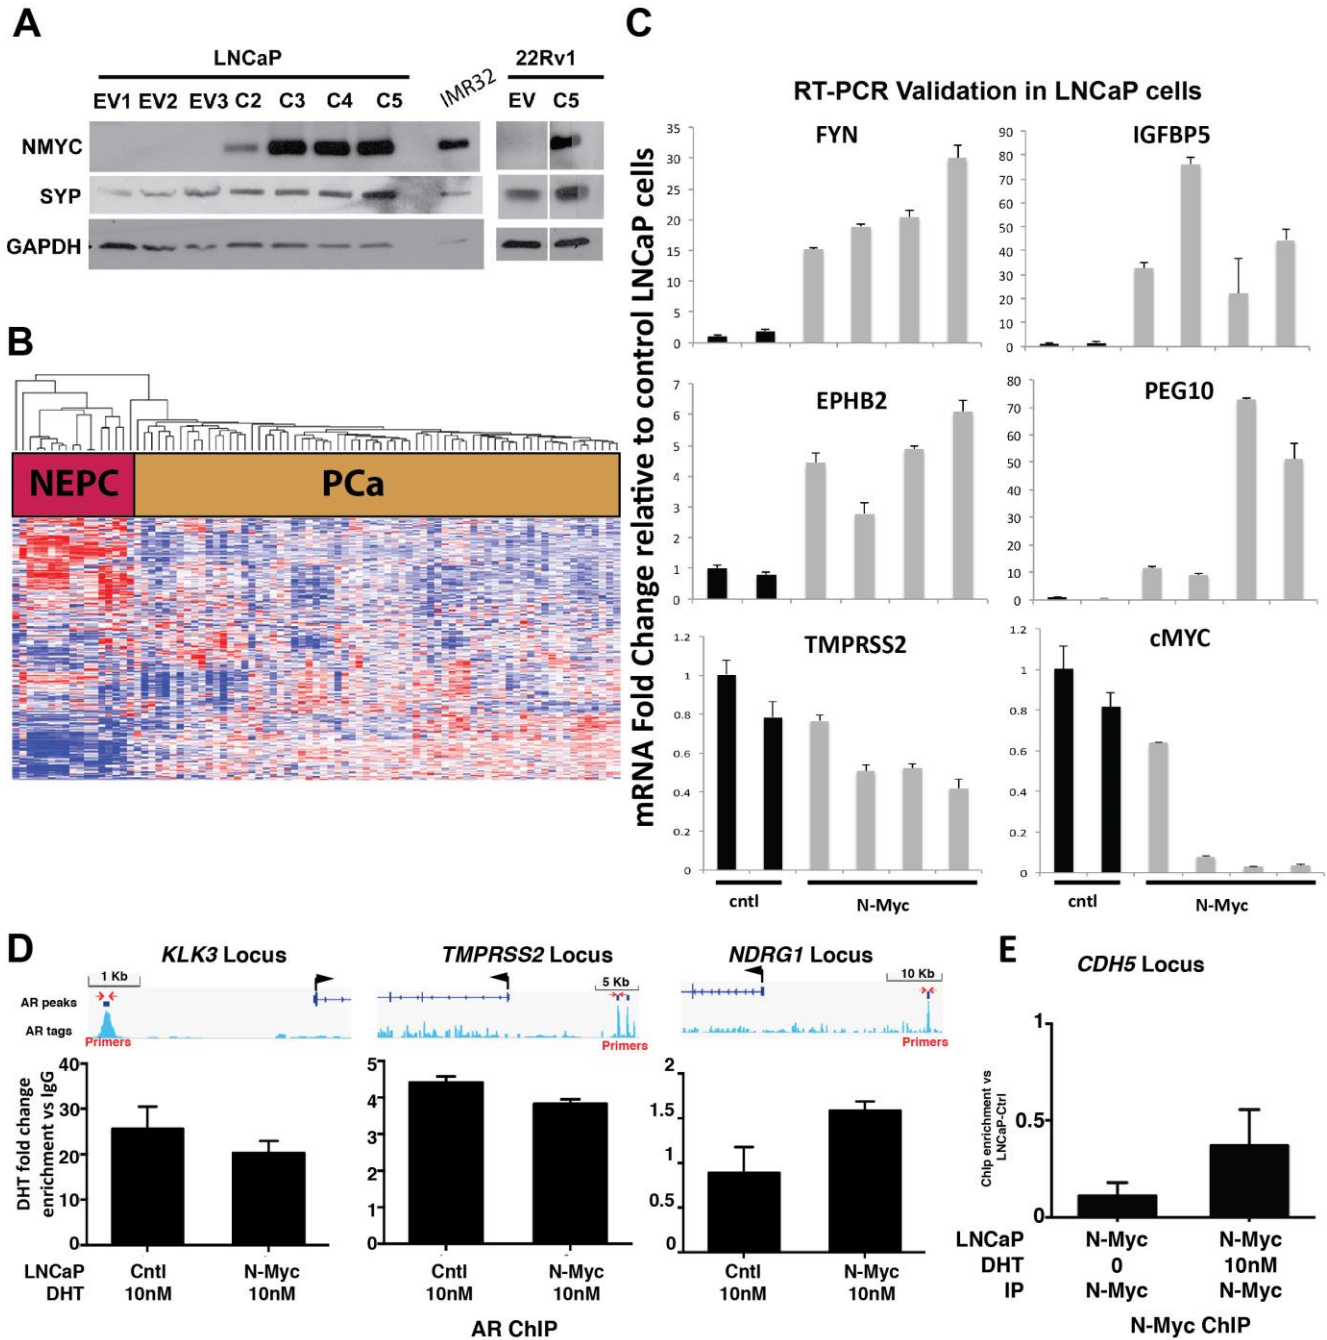 A
LNCaP
22Rv1
EV1 EV2 EV3 C2 C3 C4 C5 IMR32 EV C5
NMYC
SYP
GAPDH
B
NEPC PCa
C
RT-PCR Validation in LNCaP cells
mRNA Fold Change relative to control LNCaP cells
FYN
35
30
25
20
15
10
5
0
IGFBP5
90
80
70
60
50
40
30
20
10
0
EPHB2
7
6
5
4
3
2
1
0
PEG10
80
70
60
50
40
30
20
10
0
TMPRSS2
1.2
1
0.8
0.6
0.4
0.2
0
cntl N-Myc
cMYC
1.2
1
0.8
0.6
0.4
0.2
0
cntl N-Myc
D
KLK3 Locus
1 Kb
AR peaks
AR tags
Primers
DHT fold change
enrichment vs IgG
40
30
20
10
0
TMPRSS2 Locus
5 Kb
Primers
5
4
3
2
1
0
NDRG1 Locus
10 Kb
Primers
2
1.5
1
0.5
0
LNCaP Cntl N-Myc Cntl N-Myc Cntl N-Myc
DHT 10nM 10nM 10nM 10nM 10nM 10nM
AR ChIP
E
CDH5 Locus
ChIp enrichment vs
LNCaP-Ctrl
1
0.5
0
LNCaP N-Myc N-Myc
DHT 0 10nM
IP N-Myc N-Myc
N-Myc ChIP